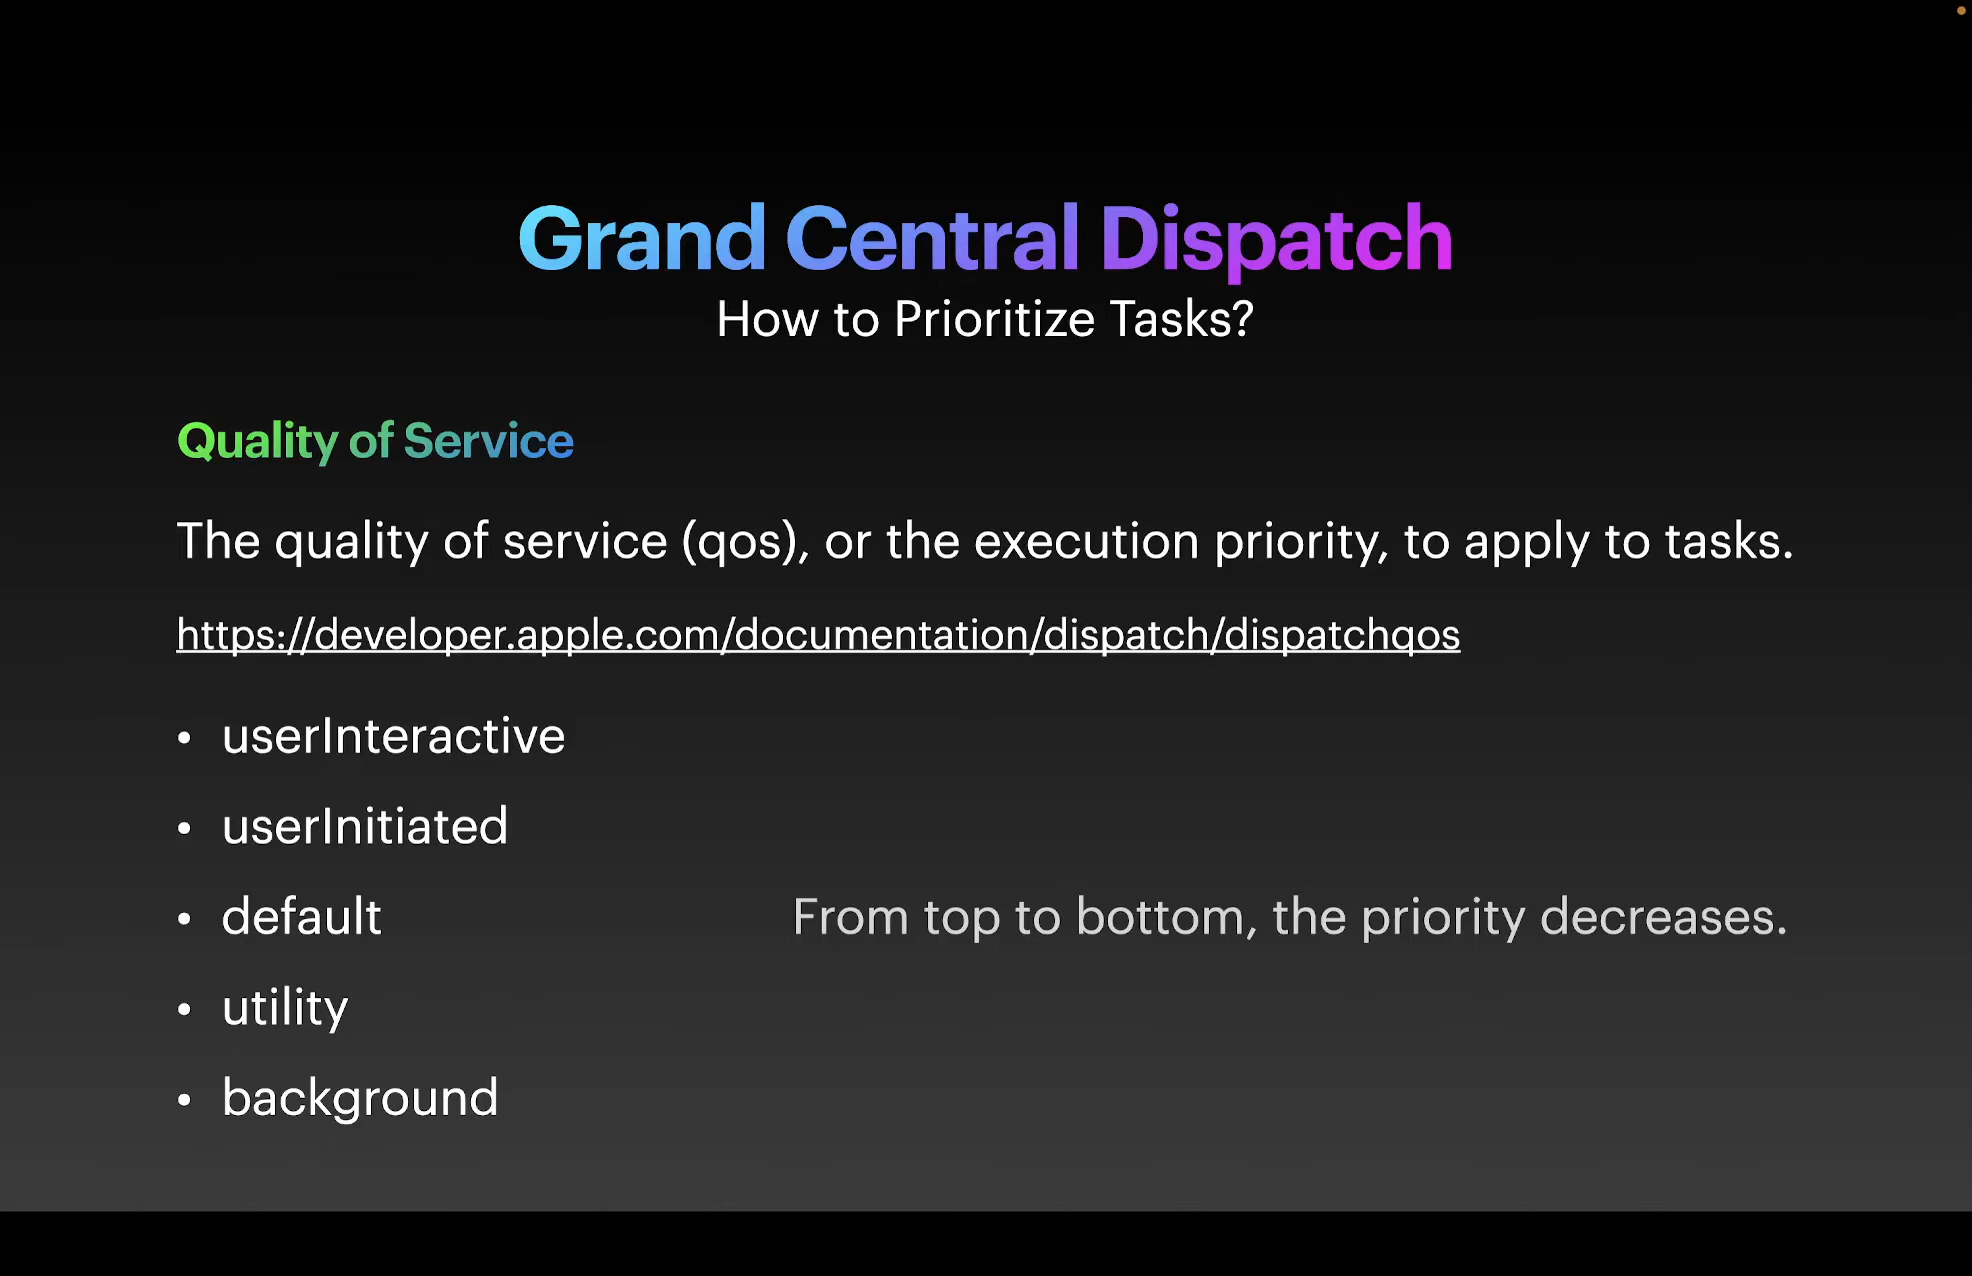 Grand Central Dispatch
How to Prioritize Tasks?
Quality of Service
The quality of service (qos), or the execution priority, to apply to tasks.
https://developer.apple.com/documentation/dispatch/dispatchqos
• userInteractive
• userInitiated
• default
From top to bottom, the priority decreases.
• utility
• background